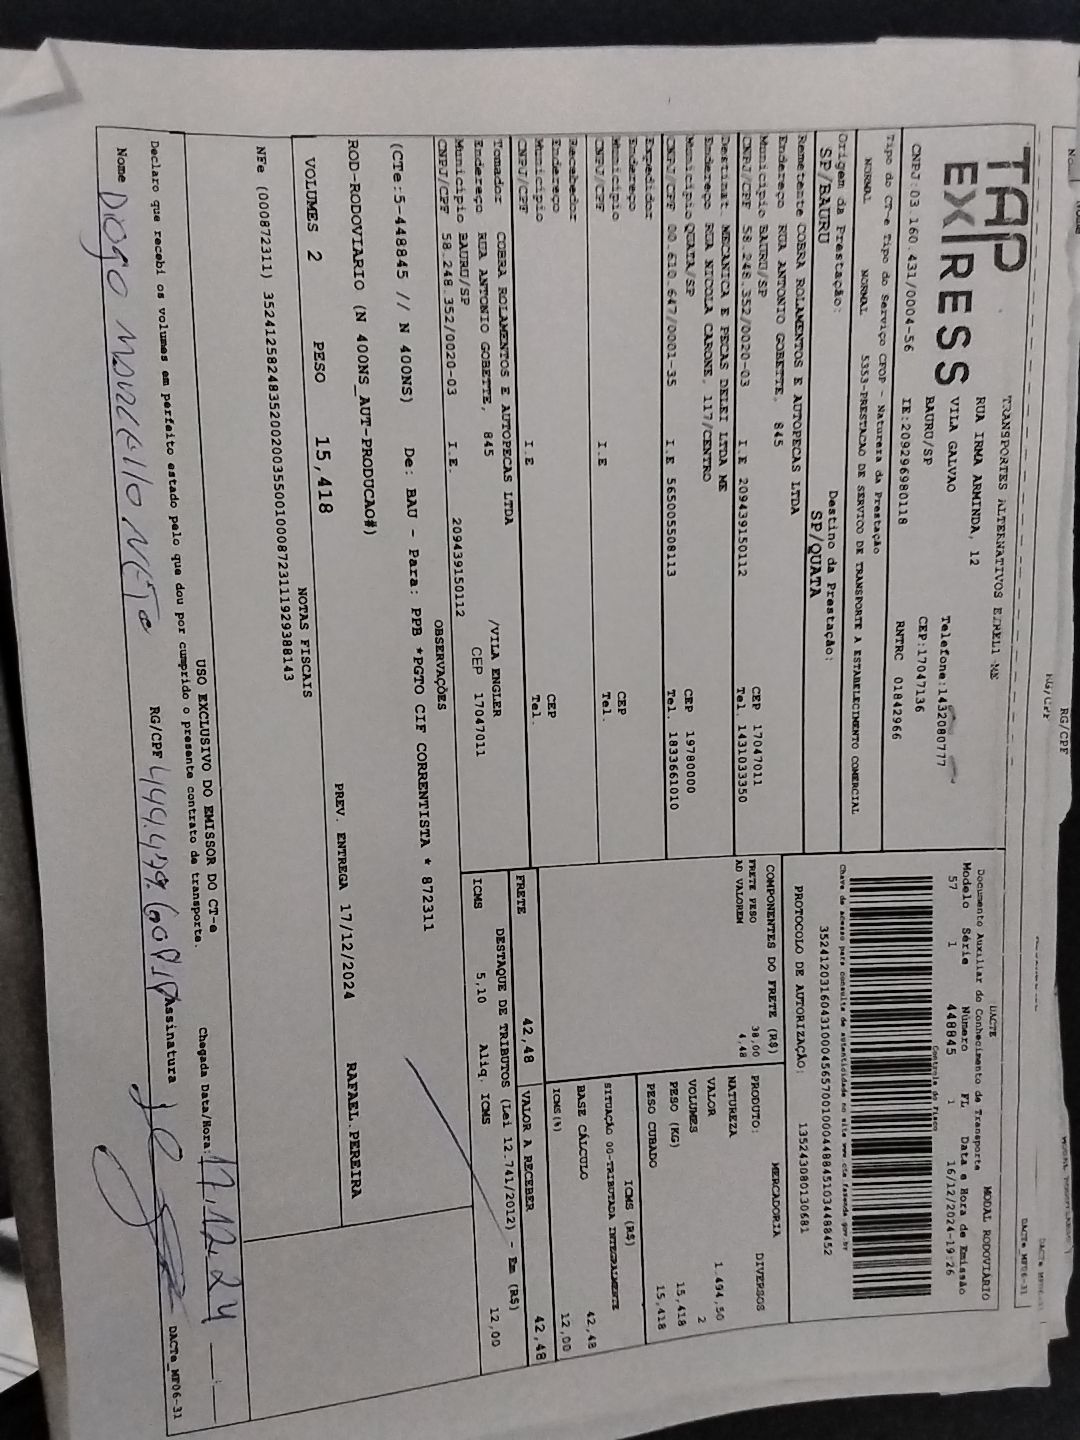 RG/CPF
DACTe_MF06-31
TAP
EXPRESS
TRANSPORTES ALTERNATIVOS EIRELI ME
RUA IRMA ARMINDA, 12
VILA GALVAO
BAURU/SP
Telefone:1432080777
CEP:17047136
CNPJ:03.160.431/0004-56 IE:209296980118 RNTRC 01842966
Tipo do CT-e Tipo do Serviço CFOP - Natureza da Prestação
NORMAL NORMAL 5353-PRESTACAO DE SERVICO DE TRANSPORTE A ESTABELECIMENTO COMERCIAL
Origem da Prestação: Destino da Prestação:
SP/BAURU SP/QUATA
DACTE MODAL RODOVIÁRIO
Documento Auxiliar do Conhecimento de Transporte
Modelo Série Número FL Data e Hora de Emissão
57 1 448845 1 16/12/2024-19:26
Controle do Fisco
Chave de acesso para consulta de autenticidade no site www.cte.fazenda.gov.br
35241203160431000456570010004488451034488452
PROTOCOLO DE AUTORIZAÇÃO: 135243080130681
Remetente COBRA ROLAMENTOS E AUTOPECAS LTDA
Endereço RUA ANTONIO GOBETTE, 845
Município BAURU/SP CEP 17047011
CNPJ/CPF 58.248.352/0020-03 I.E 209439150112 Tel. 1431033350
Destinat. MECANICA E PECAS DELEI LTDA ME
Endereço RUA NICOLA CARONE, 117/CENTRO
Município QUATA/SP CEP 19780000
CNPJ/CPF 00.610.647/0001-35 I.E 565005508113 Tel. 1833661010
Expedidor
Endereço
Município CEP
CNPJ/CPF I.E Tel.
Recebedor
Endereço
Município CEP
CNPJ/CPF I.E Tel.
Tomador COBRA ROLAMENTOS E AUTOPECAS LTDA
Endereço RUA ANTONIO GOBETTE, 845 /VILA ENGLER
Município BAURU/SP CEP 17047011
CNPJ/CPF 58.248.352/0020-03 I.E. 209439150112
COMPONENTES DO FRETE (R$)
FRETE PESO 38,00
AD VALOREM 4,48
FRETE 42,48
MERCADORIA
PRODUTO: DIVERSOS
NATUREZA
VALOR 1.494,50
VOLUMES 2
PESO (KG) 15,418
PESO CUBADO 15,418
ICMS (R$)
SITUAÇÃO 00-TRIBUTADA INTEGRALMENTE
BASE CÁLCULO 42,48
ICMS(%) 12,00
VALOR A RECEBER 42,48
DESTAQUE DE TRIBUTOS (Lei 12.741/2012) - Em (R$)
ICMS 5,10 Aliq. ICMS 12,00
OBSERVAÇÕES
(CTe:5-448845 // N 400NS) De: BAU - Para: PPB *PGTO CIF CORRENTISTA * 872311
ROD-RODOVIARIO (N 400NS_AUT-PRODUCAO#)
VOLUMES 2 PESO 15,418 PREV. ENTREGA 17/12/2024 RAFAEL.PEREIRA
NOTAS FISCAIS
NFe (000872311) 35241258248352002003550010008723111929388143
USO EXCLUSIVO DO EMISSOR DO CT-e
Declaro que recebi os volumes em perfeito estado pelo que dou por cumprido o presente contrato de transporte.
Chegada Data/Hora: 17.12.24
Nome RG/CPF Assinatura
DACTe_MF06-31